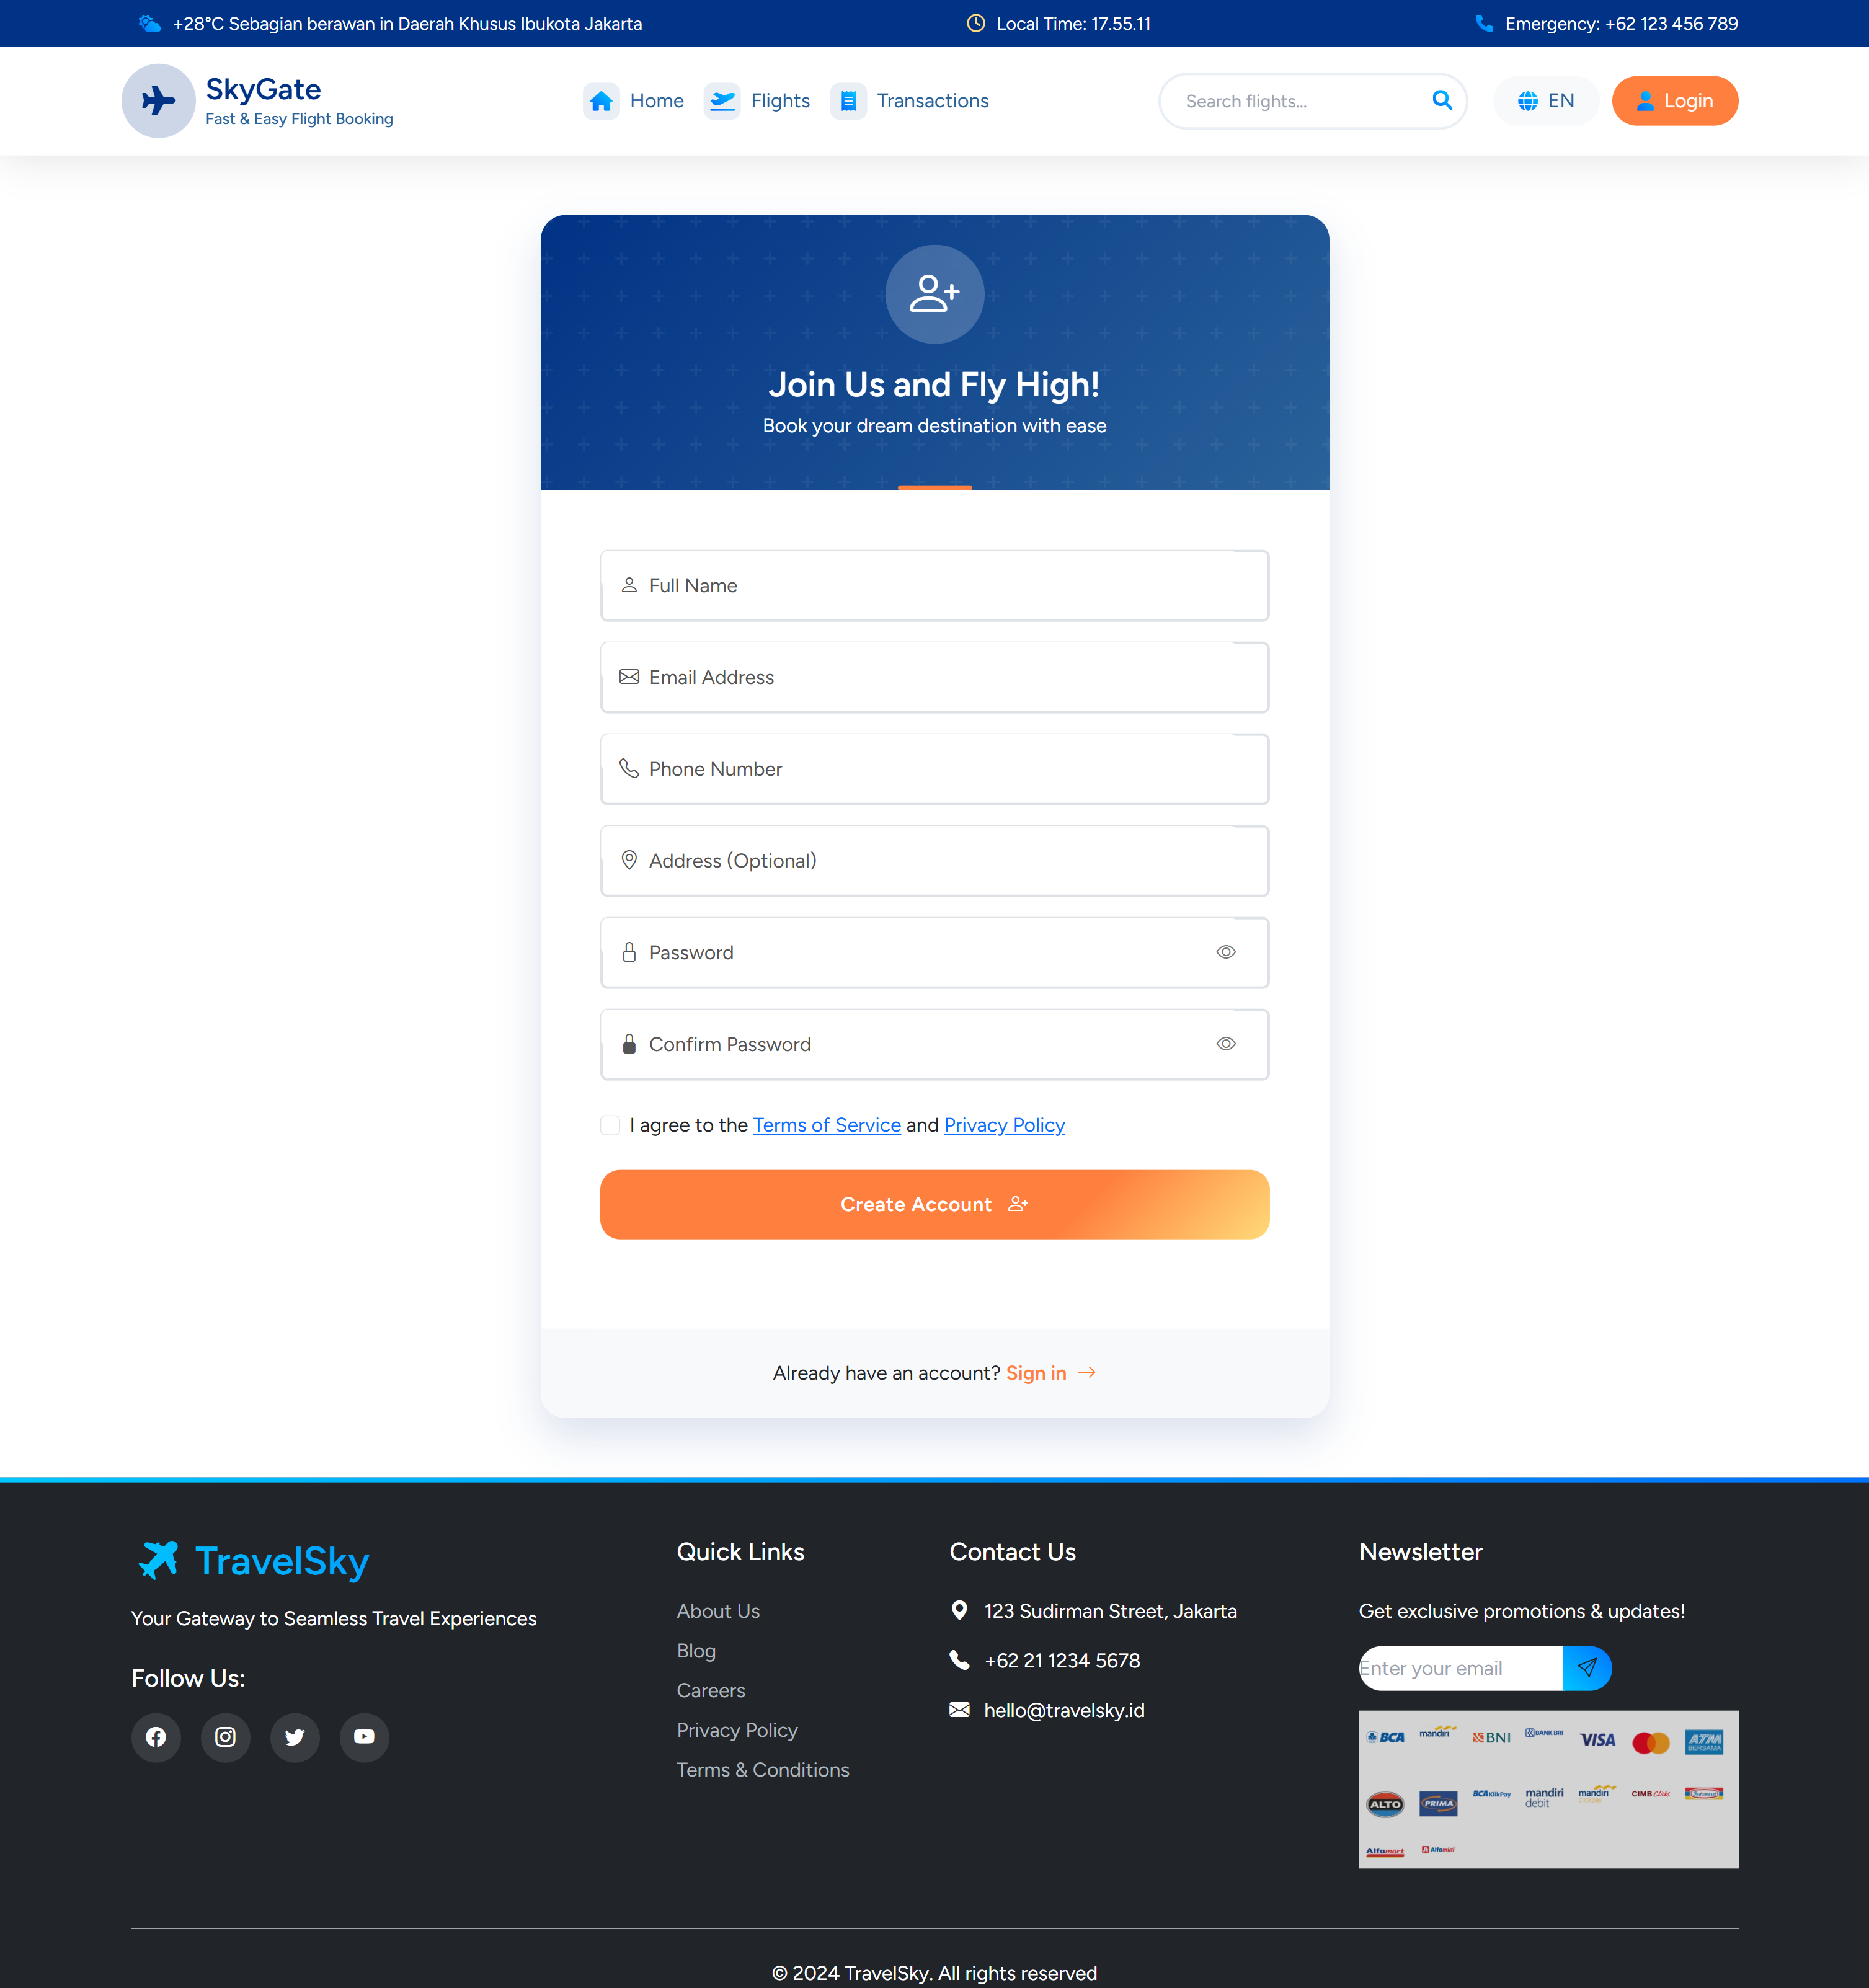 +28°C Sebagian berawan in Daerah Khusus Ibukota Jakarta
Local Time: 17.55.11
Emergency: +62 123 456 789
SkyGate
Fast & Easy Flight Booking
Home
Flights
Transactions
Search flights...
EN
Login
Join Us and Fly High!
Book your dream destination with ease
Full Name
Email Address
Phone Number
Address (Optional)
Password
Confirm Password
I agree to the Terms of Service and Privacy Policy
Create Account
Already have an account? Sign in
TravelSky
Your Gateway to Seamless Travel Experiences
Follow Us:
Quick Links
About Us
Blog
Careers
Privacy Policy
Terms & Conditions
Contact Us
123 Sudirman Street, Jakarta
+62 21 1234 5678
hello@travelsky.id
Newsletter
Get exclusive promotions & updates!
Enter your email
BCA
mandiri
BNI
BANK BRI
VISA
ATM
BERSAMA
ALTO
PRIMA
BCA KlikPay
mandiri
debit
mandiri
clickpay
CIMB Clicks
Alfamart
Alfamidi
© 2024 TravelSky. All rights reserved